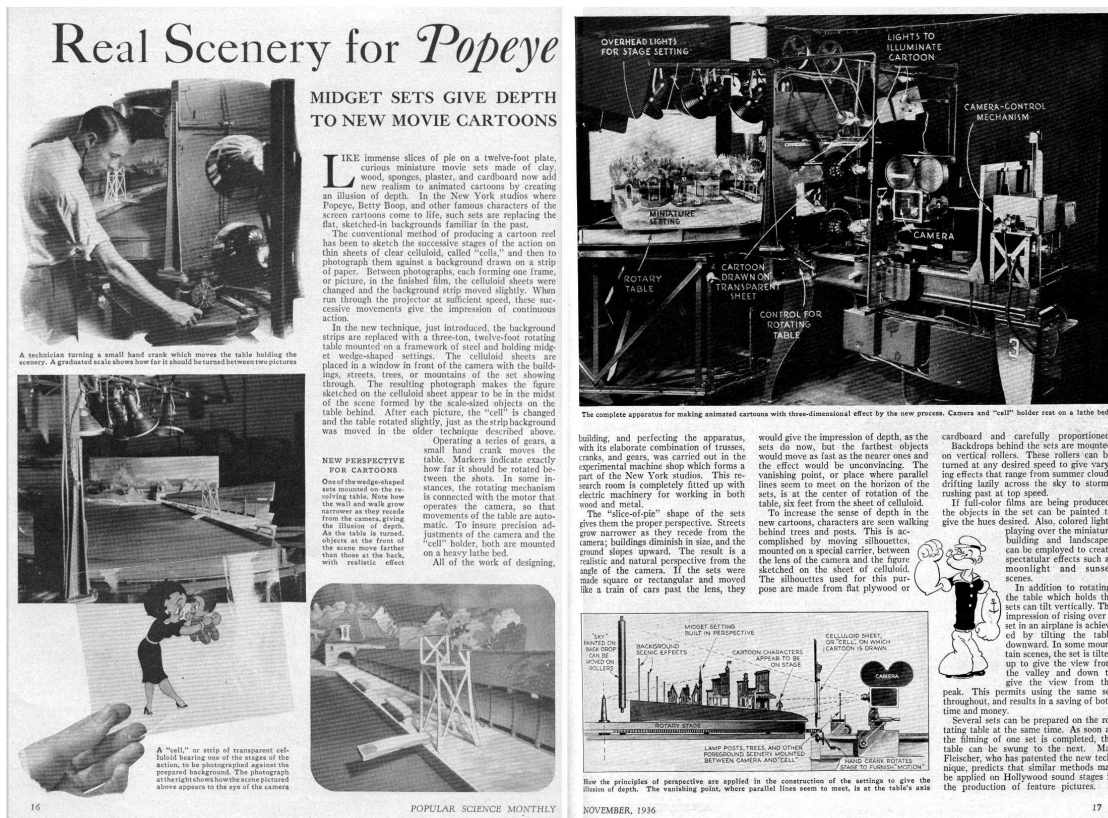 Real Scenery for Popeye
MIDGET SETS GIVE DEPTH
TO NEW MOVIE CARTOONS
LIKE immense slices of pie on a twelve-foot plate,
curious miniature movie sets made of clay,
wood, sponges, plaster, and cardboard now add
new realism to animated cartoons by creating
an illusion of depth. In the New York studios where
Popeye, Betty Boop, and other famous characters of the
screen cartoons come to life, such sets are replacing the
flat, sketched-in backgrounds familiar in the past.
The conventional method of producing a cartoon reel
has been to sketch the successive stages of the action on
thin sheets of clear celluloid, called "cells," and then to
photograph them against a background drawn on a strip
of paper. Between photographs, each forming one frame,
or picture, in the finished film, the celluloid sheets were
changed and the background strip moved slightly. When
run through the projector at sufficient speed, these suc-
cessive movements give the impression of continuous
action.
In the new technique, just introduced, the background
strips are replaced with a three-ton, twelve-foot rotating
table mounted on a framework of steel and holding midg-
et wedge-shaped settings. The celluloid sheets are
placed in a window in front of the camera with the build-
ings, streets, trees, or mountains of the set showing
through. The resulting photograph makes the figure
sketched on the celluloid sheet appear to be in the midst
of the scene formed by the scale-sized objects on the
table behind. After each picture, the "cell" is changed
and the table rotated slightly, just as the strip background
was moved in the older technique described above.
Operating a series of gears, a
small hand crank moves the
table. Markers indicate exactly
how far it should be rotated be-
tween the shots. In some in-
stances, the rotating mechanism
is connected with the motor that
operates the camera, so that
movements of the table are auto-
matic. To insure precision ad-
justments of the camera and the
"cell" holder, both are mounted
on a heavy lathe bed.
All of the work of designing,
A technician turning a small hand crank which moves the table holding the
scenery. A graduated scale shows how far it should be turned between two pictures
NEW PERSPECTIVE
FOR CARTOONS
One of the wedge-shaped
sets mounted on the re-
volving table. Note how
the wall and walk grow
narrower as they recede
from the camera, giving
the illusion of depth.
As the table is turned,
objects at the front of
the scene move farther
than those at the back,
with realistic effect
A "cell," or strip of transparent cel-
luloid bearing one of the stages of the
action, to be photographed against the
prepared background. The photograph
at the right shows how the scene pictured
above appears to the eye of the camera
16
POPULAR SCIENCE MONTHLY
OVERHEAD LIGHTS
FOR STAGE SETTING
LIGHTS TO
ILLUMINATE
CARTOON
CAMERA-CONTROL
MECHANISM
MINIATURE
SETTING
CAMERA
ROTARY
TABLE
CARTOON
DRAWN ON
TRANSPARENT
SHEET
CONTROL FOR
ROTATING
TABLE
3
The complete apparatus for making animated cartoons with three-dimensional effect by the new process. Camera and "cell" holder rest on a lathe bed
building, and perfecting the apparatus,
with its elaborate combination of trusses,
cranks, and gears, was carried out in the
experimental machine shop which forms a
part of the New York studios. This re-
search room is completely fitted up with
electric machinery for working in both
wood and metal.
The "slice-of-pie" shape of the sets
gives them the proper perspective. Streets
grow narrower as they recede from the
camera; buildings diminish in size, and the
ground slopes upward. The result is a
realistic and natural perspective from the
angle of the camera. If the sets were
made square or rectangular and moved
like a train of cars past the lens, they
would give the impression of depth, as the
sets do now, but the farthest objects
would move as fast as the nearer ones and
the effect would be unconvincing. The
vanishing point, or place where parallel
lines seem to meet on the horizon of the
sets, is at the center of rotation of the
table, six feet from the sheet of celluloid.
To increase the sense of depth in the
new cartoons, characters are seen walking
behind trees and posts. This is ac-
complished by moving silhouettes,
mounted on a special carrier, between
the lens of the camera and the figure
sketched on the sheet of celluloid.
The silhouettes used for this pur-
pose are made from flat plywood or
cardboard and carefully proportioned
Backdrops behind the sets are mounte
on vertical rollers. These rollers can b
turned at any desired speed to give vary
ing effects that range from summer cloud
drifting lazily across the sky to storm
rushing past at top speed.
If full-color films are being produced
the objects in the set can be painted t
give the hues desired. Also, colored light
playing over the miniatur
building and landscape
can be employed to creat
spectatular effects such a
moonlight and sunse
scenes.
In addition to rotating
the table which holds th
sets can tilt vertically. Th
impression of rising over
set in an airplane is achiev
ed by tilting the tabl
downward. In some moun
tain scenes, the set is tilte
up to give the view from
the valley and down t
give the view from th
peak. This permits using the same se
throughout, and results in a saving of bot
time and money.
Several sets can be prepared on the ro
tating table at the same time. As soon a
the filming of one set is completed, th
table can be swung to the next. Ma
Fleischer, who has patented the new tech
nique, predicts that similar methods ma
be applied on Hollywood sound stages i
the production of feature pictures.
"SKY"
PAINTED ON
BACK DROP
CAN BE
MOVED ON
ROLLERS
BACKGROUND
SCENIC EFFECTS
MIDGET SETTING
BUILT IN PERSPECTIVE
CARTOON CHARACTERS
APPEAR TO BE
ON STAGE
CELLULOID SHEET,
OR "CELL", ON WHICH
CARTOON IS DRAWN
CAMERA
ROTARY STAGE
LAMP POSTS, TREES, AND OTHER
FOREGROUND SCENERY MOUNTED
BETWEEN CAMERA AND "CELL"
HAND CRANK ROTATES
STAGE TO FURNISH "MOTION"
How the principles of perspective are applied in the construction of the settings to give the
illusion of depth. The vanishing point, where parallel lines seem to meet, is at the table's axis
NOVEMBER, 1936
17